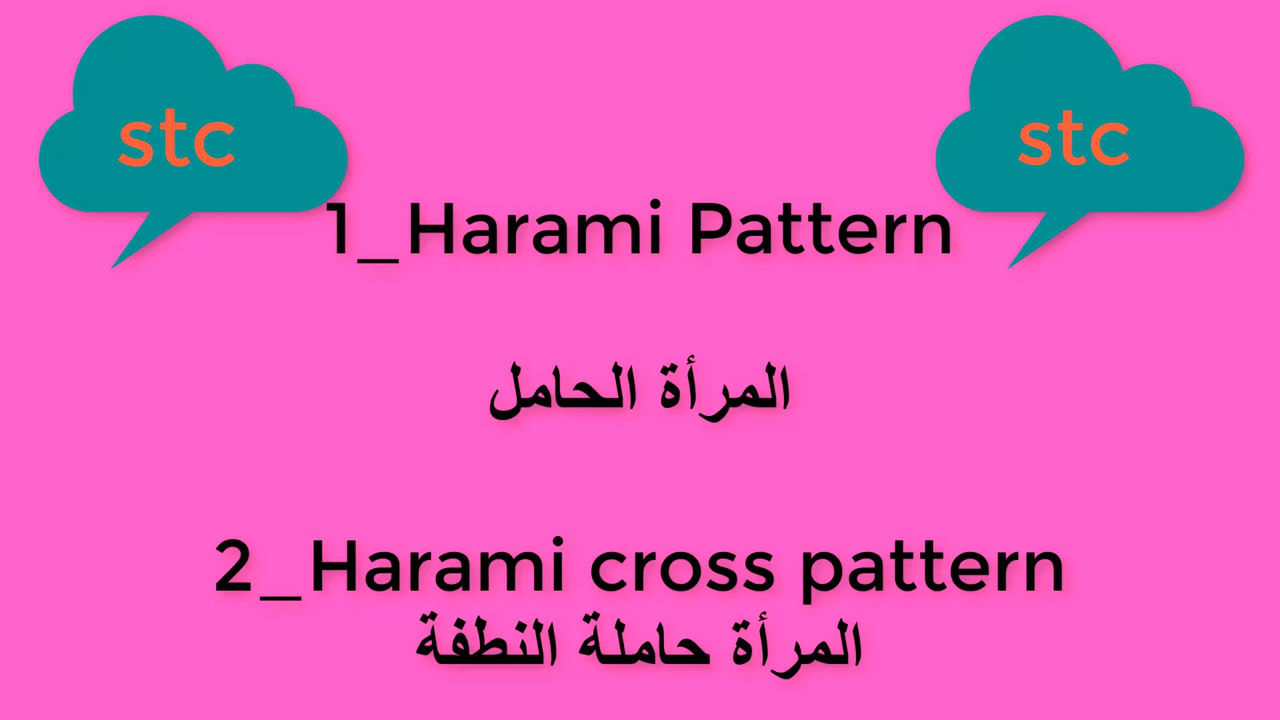 stc
stc
1_Harami Pattern
المرأة الحامل
2_Harami cross pattern
المرأة حاملة النطفة